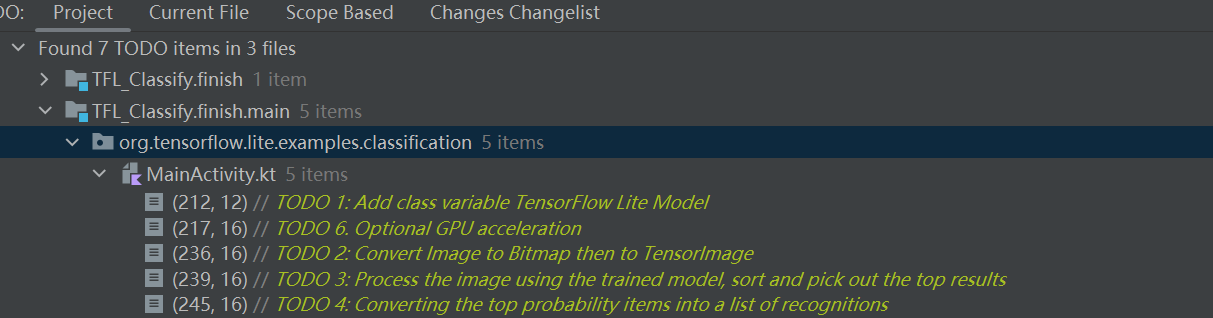 DO: Project Current File Scope Based Changes Changelist
Found 7 TODO items in 3 files
TFL_Classify.finish 1 item
TFL_Classify.finish.main 5 items
org.tensorflow.lite.examples.classification 5 items
MainActivity.kt 5 items
(212, 12) // TODO 1: Add class variable TensorFlow Lite Model
(217, 16) // TODO 6. Optional GPU acceleration
(236, 16) // TODO 2: Convert Image to Bitmap then to TensorImage
(239, 16) // TODO 3: Process the image using the trained model, sort and pick out the top results
(245, 16) // TODO 4: Converting the top probability items into a list of recognitions